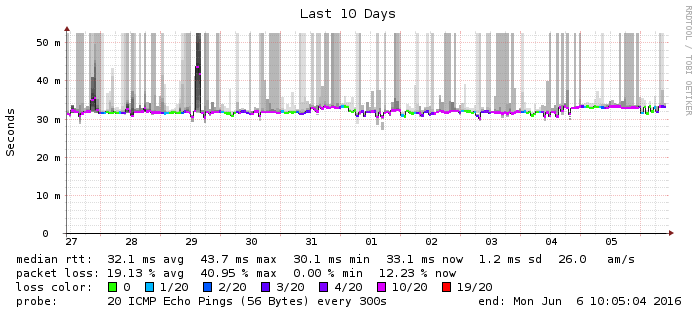 Last 10 Days
RRDTOOL / TOBI OETIKER
Seconds
50 m
40 m
30 m
20 m
10 m
0
27 28 29 30 31 01 02 03 04 05
median rtt: 32.1 ms avg 43.7 ms max 30.1 ms min 33.1 ms now 1.2 ms sd 26.0 am/s
packet loss: 19.13 % avg 40.95 % max 0.00 % min 12.23 % now
loss color: 0 1/20 2/20 3/20 4/20 10/20 19/20
probe: 20 ICMP Echo Pings (56 Bytes) every 300s end: Mon Jun 6 10:05:04 2016